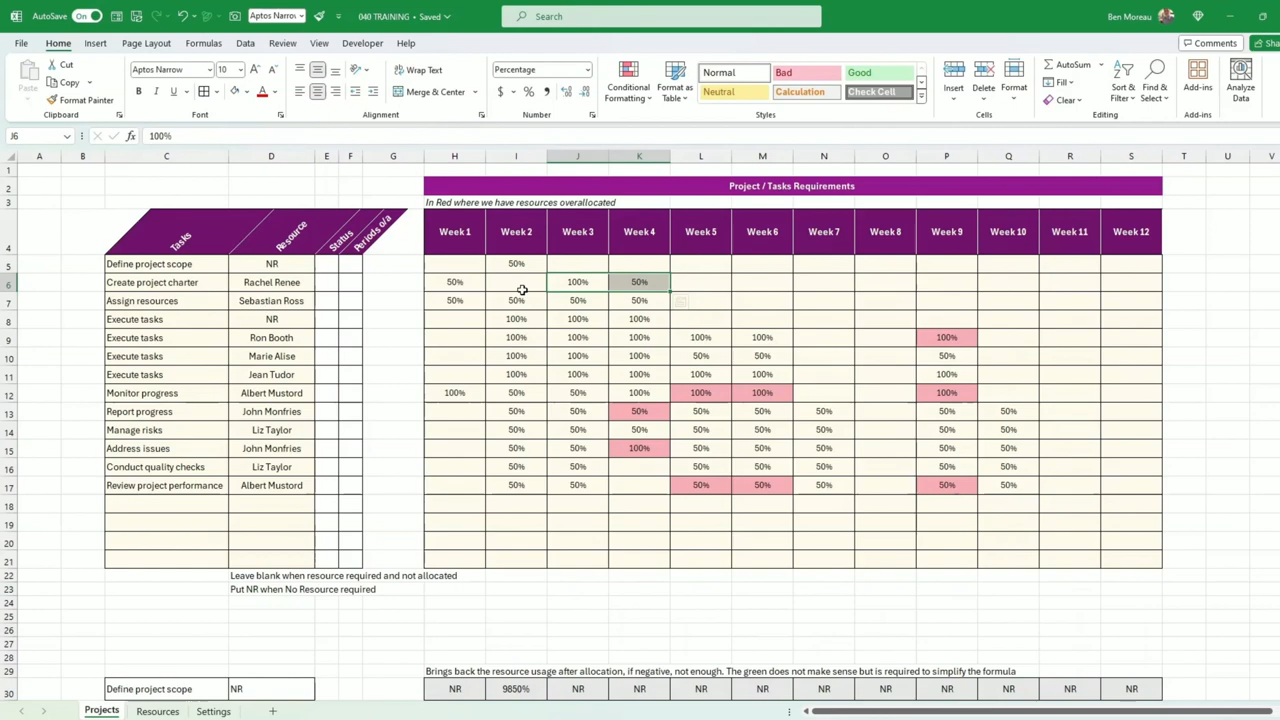 AutoSave On Aptos Narrow 040 TRAINING • Saved Search Ben Moreau
File Home Insert Page Layout Formulas Data Review View Developer Help Comments Sha
Paste Cut Copy Format Painter Clipboard
Aptos Narrow 10 A A B I U A Font
Wrap Text Merge & Center Alignment
Percentage $ % Number
Conditional Formatting Format as Table
Normal Bad Good
Neutral Calculation Check Cell
Styles
Insert Delete Format Cells
AutoSum Fill Clear Sort & Filter Find & Select Editing
Add-ins Add-ins
Analyze Data
J6 fx 100%
A B C D E F G H I J K L M N O P Q R S T U V
1
2 Project / Tasks Requirements
3 In Red where we have resources overallocated
4 Tasks Resource Status Periods o/a Week 1 Week 2 Week 3 Week 4 Week 5 Week 6 Week 7 Week 8 Week 9 Week 10 Week 11 Week 12
5 Define project scope NR 50%
6 Create project charter Rachel Renee 50% 100% 50%
7 Assign resources Sebastian Ross 50% 50% 50% 50%
8 Execute tasks NR 100% 100% 100%
9 Execute tasks Ron Booth 100% 100% 100% 100% 100% 100%
10 Execute tasks Marie Alise 100% 100% 100% 50% 50% 50%
11 Execute tasks Jean Tudor 100% 100% 100% 100% 100% 100%
12 Monitor progress Albert Mustord 100% 50% 50% 100% 100% 100% 100%
13 Report progress John Monfries 50% 50% 50% 50% 50% 50% 50% 50%
14 Manage risks Liz Taylor 50% 50% 50% 50% 50% 50% 50% 50%
15 Address issues John Monfries 50% 50% 100% 50% 50% 50% 50% 50%
16 Conduct quality checks Liz Taylor 50% 50% 50% 50% 50% 50% 50%
17 Review project performance Albert Mustord 50% 50% 50% 50% 50% 50% 50%
18
19
20
21
22 Leave blank when resource required and not allocated
23 Put NR when No Resource required
24
25
26
27
28
29 Brings back the resource usage after allocation, if negative, not enough. The green does not make sense but is required to simplify the formula
30 Define project scope NR NR 9850% NR NR NR NR NR NR NR NR NR NR
Projects Resources Settings